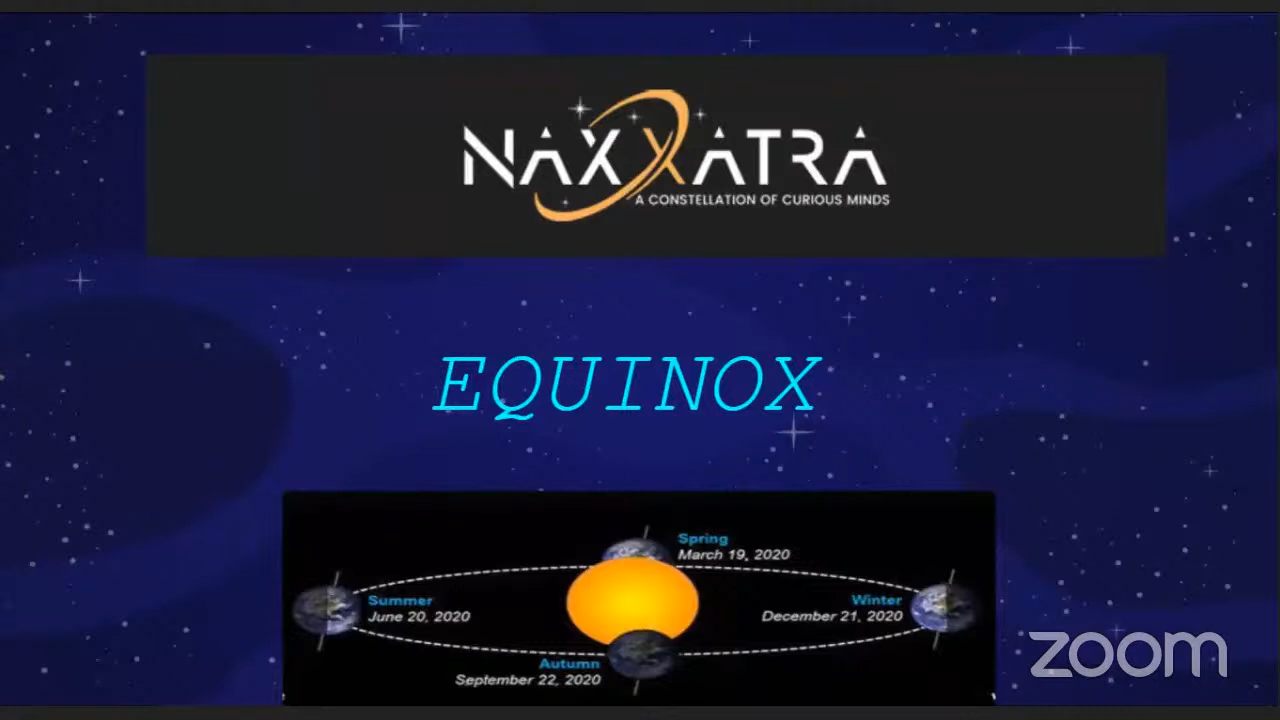 NAXXATRA
A CONSTELLATION OF CURIOUS MINDS
EQUINOX
Spring
March 19, 2020
Summer
June 20, 2020
Winter
December 21, 2020
Autumn
September 22, 2020
zoom